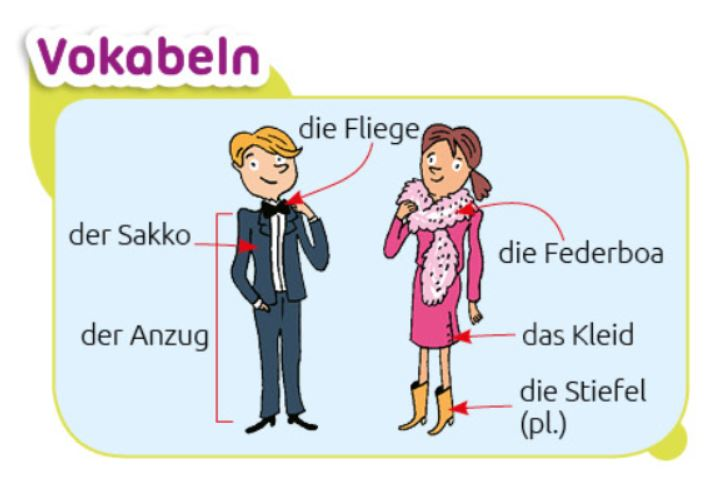 Vokabeln
die Fliege
der Sakko
die Federboa
der Anzug
das Kleid
die Stiefel
(pl.)